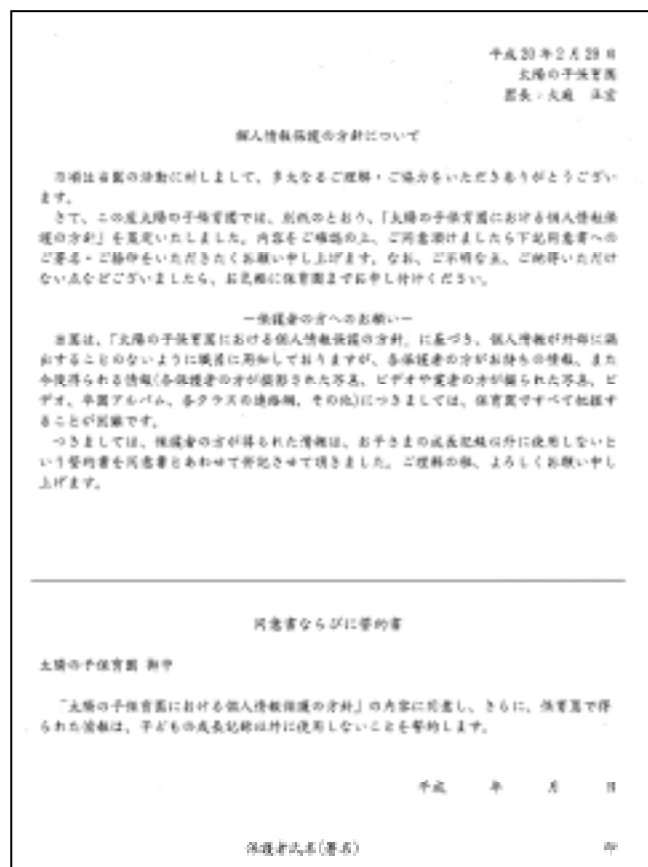 平成20年2月29日
太陽の子保育園
園長:大庭 正宏
個人情報保護の方針について
日頃は当園の活動に対しまして、多大なるご理解・ご協力をいただきありがとうござい
ます。
さて、この度太陽の子保育園では、別紙のとおり、「太陽の子保育園における個人情報保
護の方針」を策定いたしました。内容をご確認の上、ご同意頂けましたら下記同意書への
ご署名・ご捺印をいただきたくお願い申し上げます。なお、ご不明な点、ご納得いただけ
ない点などございましたら、お気軽に保育園までお申し付けください。
―保護者の方へのお願い―
当園は、「太陽の子保育園における個人情報保護の方針」に基づき、個人情報が外部に漏
出することのないように職員に周知しておりますが、各保護者の方がお持ちの情報、また
今後得られる情報(各保護者の方が撮影された写真、ビデオや業者の方が撮られた写真、ビ
デオ、卒園アルバム、各クラスの連絡網、その他)につきましては、保育園ですべて把握す
ることが困難です。
つきましては、保護者の方が得られた情報は、お子さまの成長記録以外に使用しないと
いう誓約書を同意書とあわせて併記させて頂きました。ご理解の程、よろしくお願い申し
上げます。
同意書ならびに誓約書
太陽の子保育園 御中
「太陽の子保育園における個人情報保護の方針」の内容に同意し、さらに、保育園で得
られた情報は、子どもの成長記録以外に使用しないことを誓約します。
平成 年 月 日
保護者氏名(署名) 印